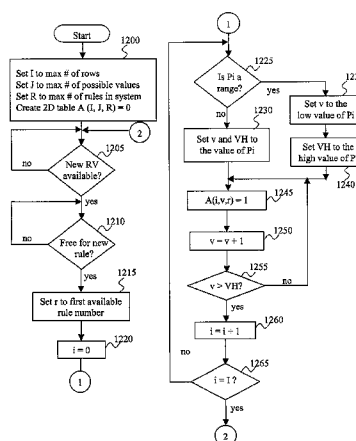 Start
1200
Set I to max # of rows
Set J to max # of possible values
Set R to max # of rules in system
Create 2D table A (I, J, R) = 0
2
1205
New RV
available?
no
yes
1210
Free for new
rule?
no
yes
1215
Set r to first available
rule number
1220
i = 0
1
1
1225
Is Pi a
range?
yes
no
1230
Set v and VH to
the value of Pi
Set v to the
low value of Pi
Set VH to the
high value of P
1240
1245
A(i,v,r) = 1
1250
v = v + 1
1255
v > VH?
no
yes
1260
i = i + 1
1265
no
i = I ?
yes
2